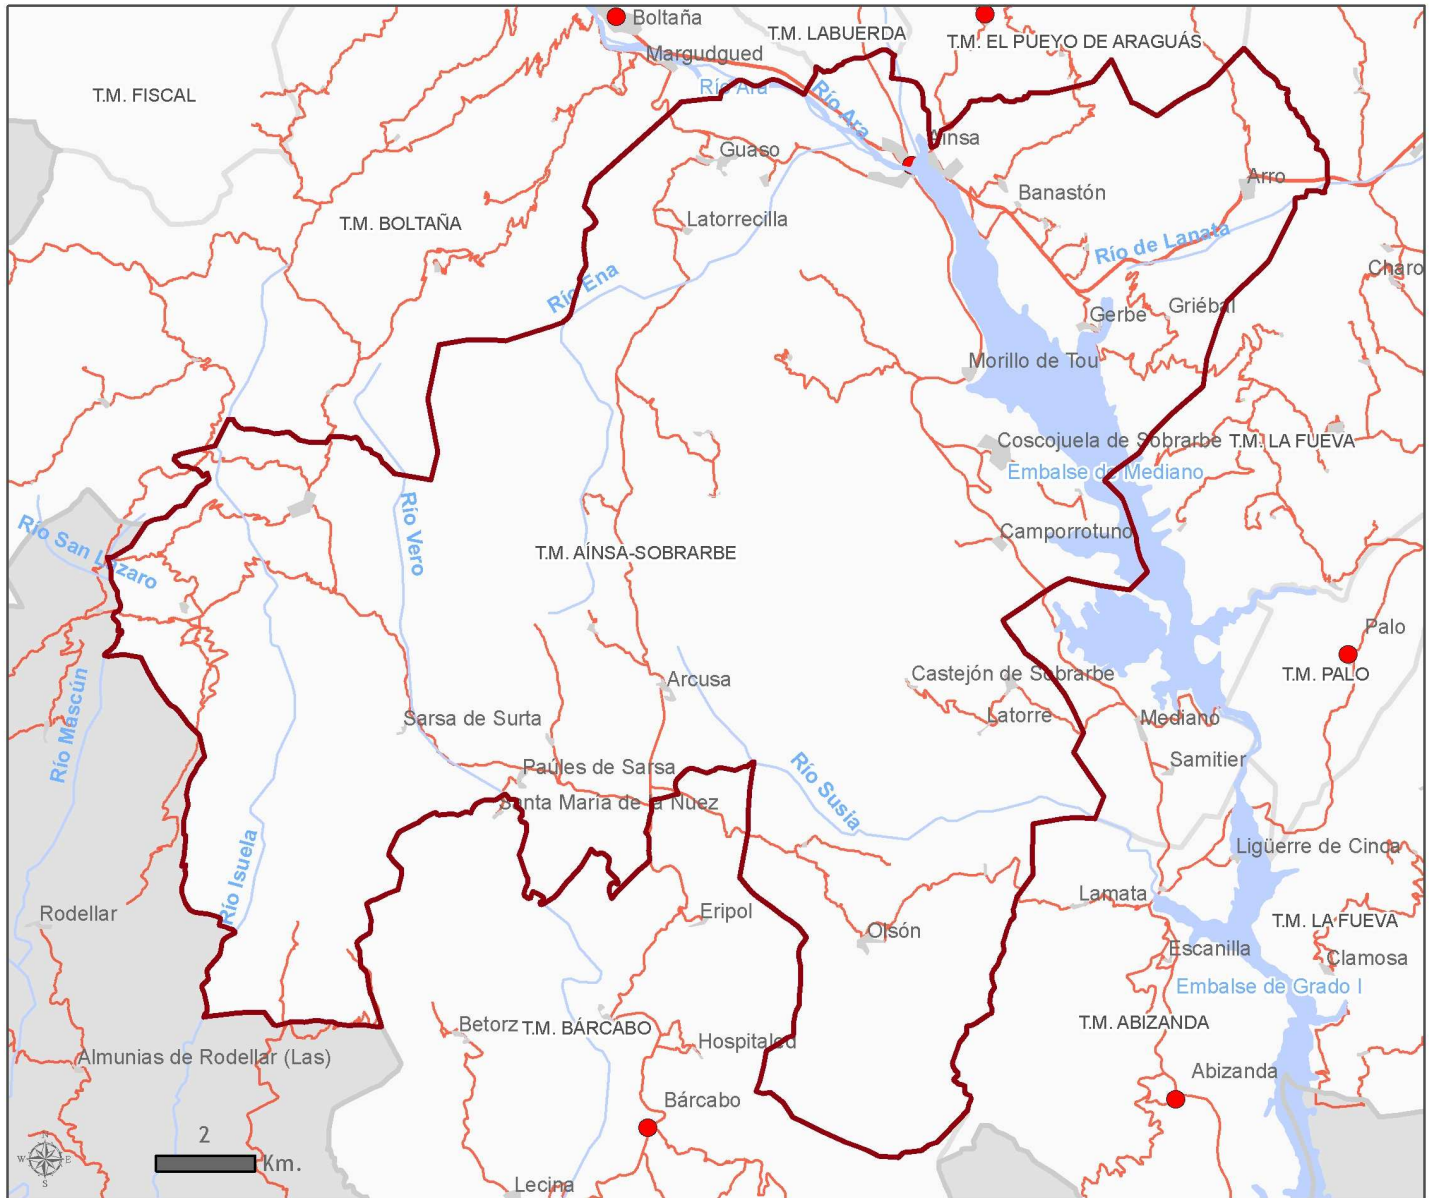 Boltaña
T.M. LABUERDA
T.M. EL PUEYO DE ARAGUÁS
Margudgued
Río Ara
T.M. FISCAL
Río Ara
Aínsa
Guaso
Arro
Banastón
Latorrecilla
T.M. BOLTAÑA
Río de Lanata
Charo
Río Ena
Griébal
Gerbe
Morillo de Tou
Coscojuela de Sobrarbe
T.M. LA FUEVA
Embalse de Mediano
Río Vero
Río San Lázaro
Camporrotuno
T.M. AÍNSA-SOBRARBE
Palo
T.M. PALO
Castejón de Sobrarbe
Arcusa
Río Mascún
Latorre
Mediano
Sarsa de Surta
Samitier
Paúles de Sarsa
Río Susía
Santa María de la Nuez
Ligüerre de Cinca
Río Isuela
Lamata
Rodellar
Eripol
T.M. LA FUEVA
Olsón
Escanilla
Clamosa
Embalse de Grado I
Betorz
T.M. BÁRCABO
T.M. ABIZANDA
Hospitaled
Almunias de Rodellar (Las)
Abizanda
Bárcabo
2
Km.
N
W
E
S
Lecina